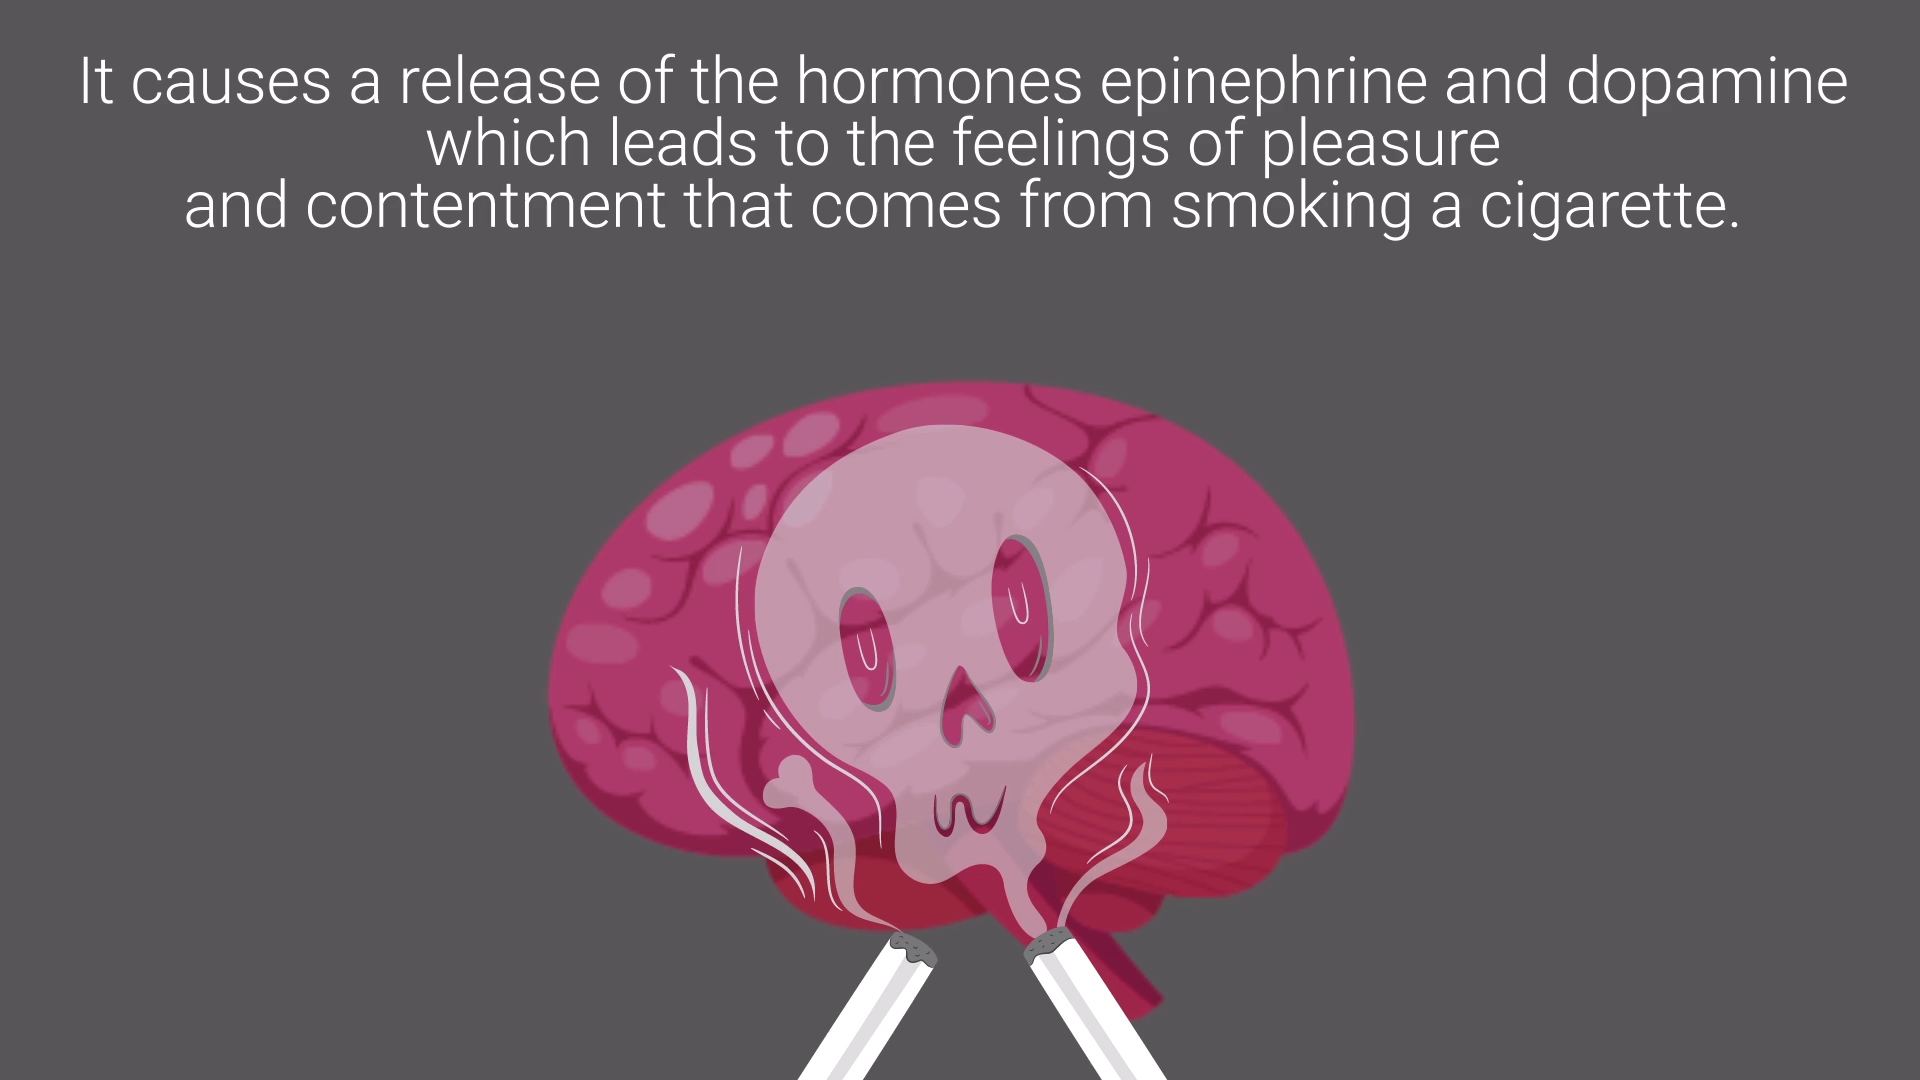 It causes a release of the hormones epinephrine and dopamine
which leads to the feelings of pleasure
and contentment that comes from smoking a cigarette.